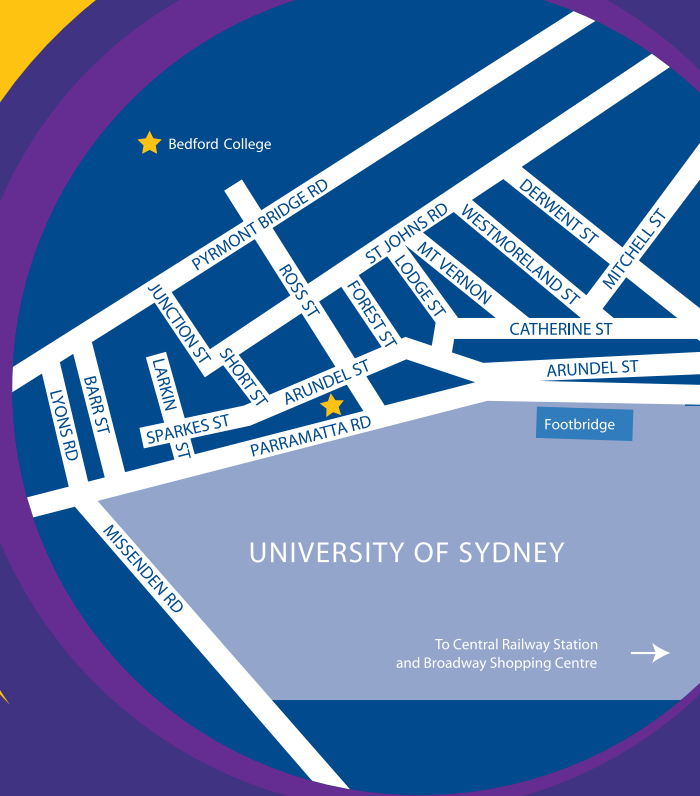 Bedford College
PYRMONT BRIDGE RD
DERWENT ST
ST JOHNS RD
WESTMORELAND ST
MITCHELL ST
MT VERNON
LODGE ST
ROSS ST
FOREST ST
JUNCTION ST
CATHERINE ST
SHORT ST
LARKIN
ST
ARUNDEL ST
ARUNDEL ST
BARR ST
LYONS RD
SPARKES ST
PARRAMATTA RD
Footbridge
MISSENDEN RD
UNIVERSITY OF SYDNEY
To Central Railway Station
and Broadway Shopping Centre